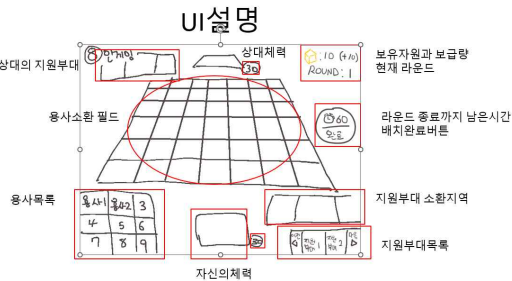 UI설명
8 안게임
상대체력
30
:10 (+10)
ROUND: 1
보유자원과 보급량
현재 라운드
상대의 지원부대
용사소환 필드
60
완료
라운드 종료까지 남은시간
배치완료버튼
용사목록
용사1 용사2 3
4 5 6
7 8 9
30
지원부대 소환지역
지원부대목록
자신의체력